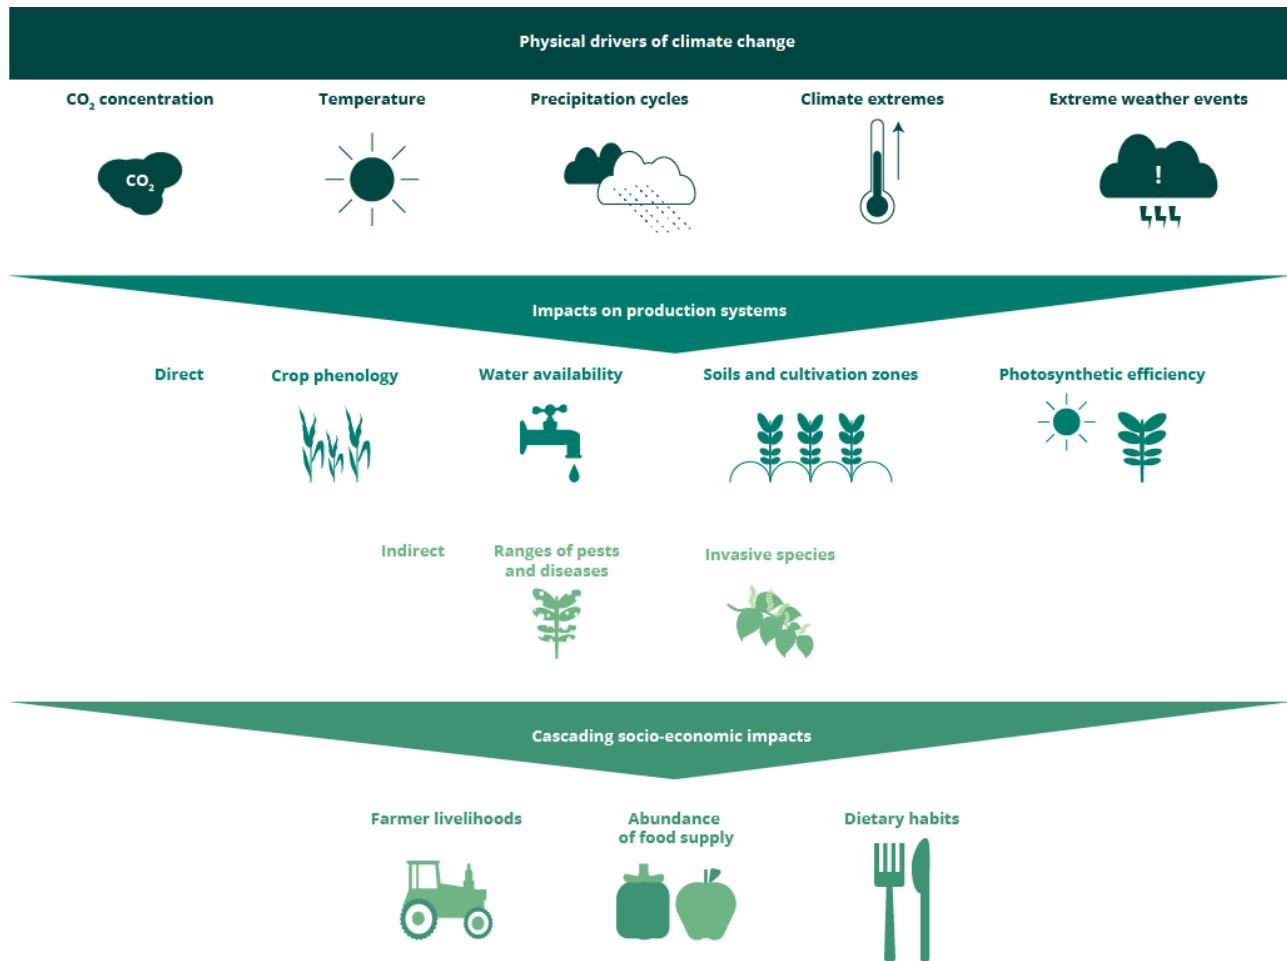 Physical drivers of climate change
CO₂ concentration
Temperature
Precipitation cycles
Climate extremes
Extreme weather events
CO₂
!
Impacts on production systems
Direct
Crop phenology
Water availability
Soils and cultivation zones
Photosynthetic efficiency
Indirect
Ranges of pests
and diseases
Invasive species
Cascading socio-economic impacts
Farmer livelihoods
Abundance
of food supply
Dietary habits